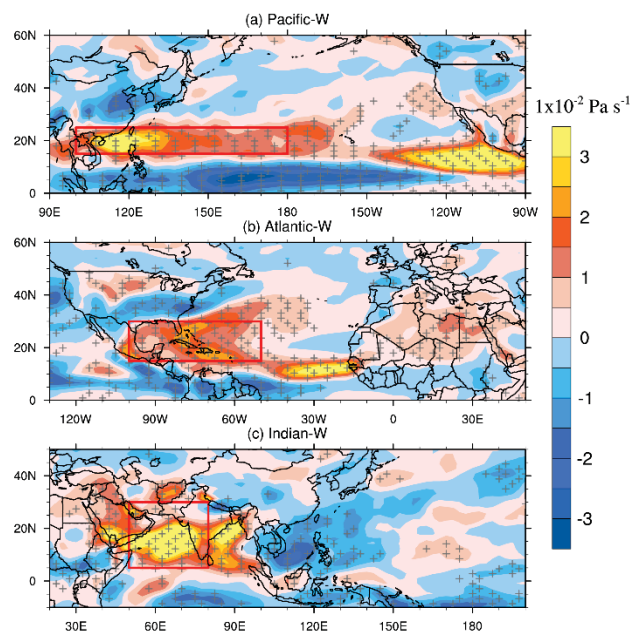 (a) Pacific-W
60N
40N
20N
0
90E 120E 150E 180 150W 120W 90W
1x10⁻² Pa s⁻¹
3
2
1
0
-1
-2
-3
(b) Atlantic-W
60N
40N
20N
0
120W 90W 60W 30W 0 30E
(c) Indian-W
40N
20N
0
30E 60E 90E 120E 150E 180